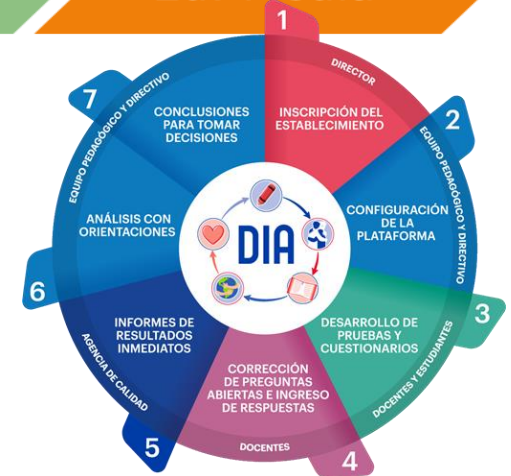 1
DIRECTOR
INSCRIPCIÓN DEL
ESTABLECIMIENTO
2
EQUIPO PEDAGÓGICO Y DIRECTIVO
CONFIGURACIÓN
DE LA
PLATAFORMA
3
DESARROLLO DE
PRUEBAS Y
CUESTIONARIOS
DOCENTES Y ESTUDIANTES
4
CORRECCIÓN
DE PREGUNTAS
ABIERTAS E INGRESO
DE RESPUESTAS
DOCENTES
5
INFORMES DE
RESULTADOS
INMEDIATOS
AGENCIA DE CALIDAD
6
ANÁLISIS CON
ORIENTACIONES
7
EQUIPO PEDAGÓGICO Y DIRECTIVO
CONCLUSIONES
PARA TOMAR
DECISIONES
DIA